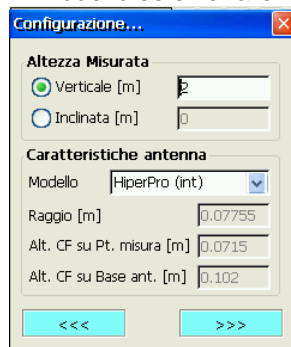 Configurazione...
Altezza Misurata
Verticale [m] 2
Inclinata [m] 0
Caratteristiche antenna
Modello HiperPro (int)
Raggio [m] 0.07755
Alt. CF su Pt. misura [m] 0.0715
Alt. CF su Base ant. [m] 0.102
<<< >>>